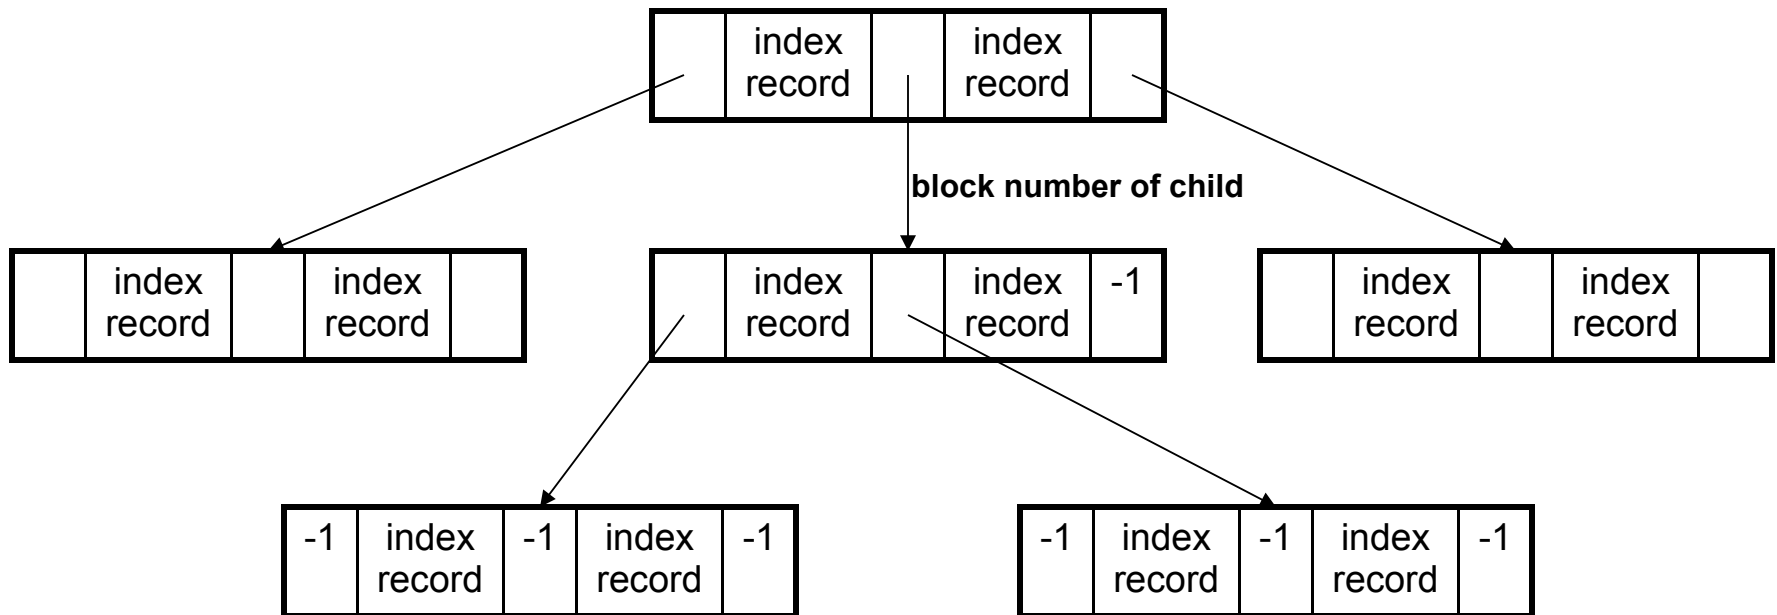 index record index record
block number of child
index record index record
index record index record -1
index record index record
-1 index record -1 index record -1
-1 index record -1 index record -1